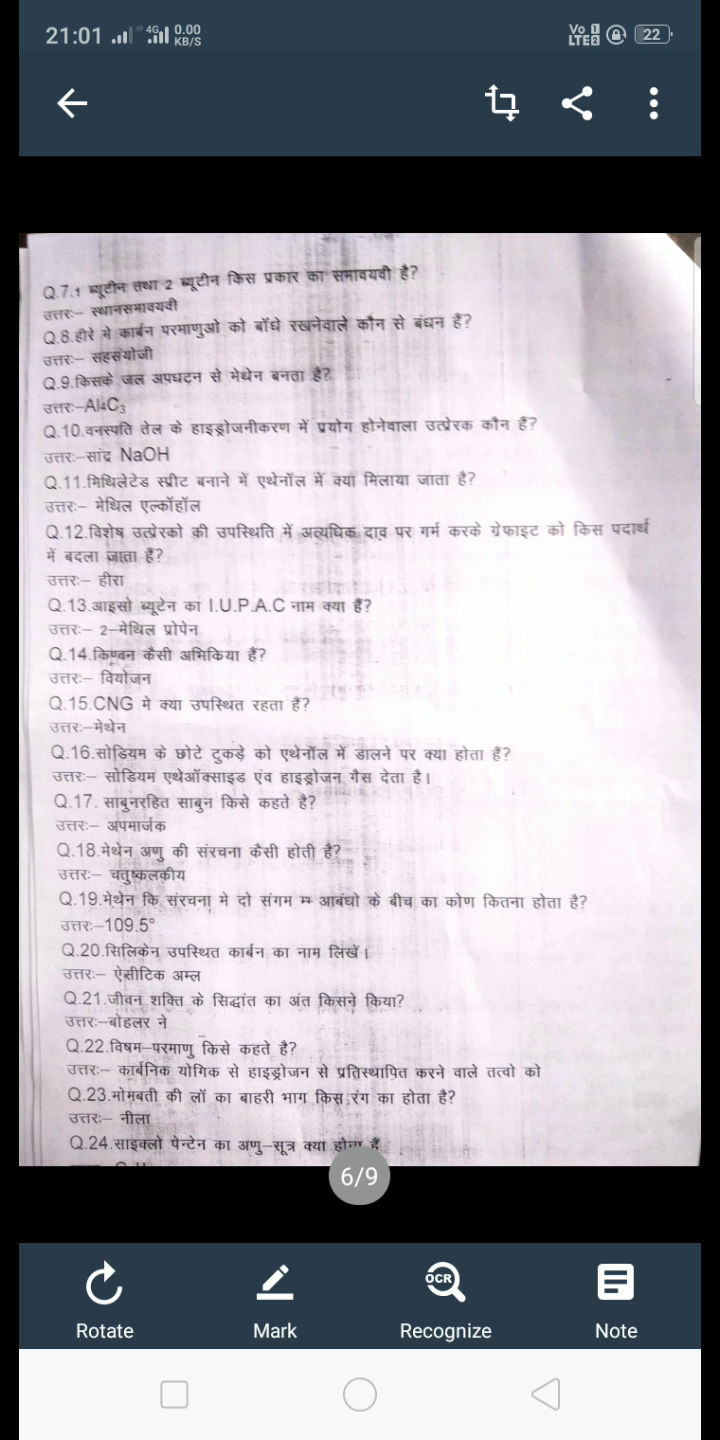 21:01
4G
0.00
KB/S
Vo 1
LTE 2
22
Q.7.1 ब्यूटीन तथा 2 ब्यूटीन किस प्रकार का समावयवी है?
उत्तरः– स्थानसमावयवी
Q.8.हीरे मे कार्बन परमाणुओ को बाँधे रखनेवाले कौन से बंधन हैं?
उत्तरः– सहसंयोजी
Q.9.किसके जल अपघटन से मेथेन बनता है?
उत्तरः–Al₄C₃
Q.10.वनस्पति तेल के हाइड्रोजनीकरण में प्रयोग होनेवाला उत्प्रेरक कौन हैं?
उत्तरः–सांद्र NaOH
Q.11.मिथिलेटेड स्प्रीट बनाने में एथेनॉल में क्या मिलाया जाता है?
उत्तरः– मेथिल एल्कॉहॉल
Q.12.विशेष उत्प्रेरको की उपस्थिति में अत्यधिक दाव पर गर्म करके ग्रेफाइट को किस पदार्थ
में बदला जाता हैं?
उत्तरः– हीरा
Q.13.आइसो ब्यूटेन का I.U.P.A.C नाम क्या हैं?
उत्तरः– 2–मेथिल प्रोपेन
Q.14.किण्वन कैसी अभिकिया हैं?
उत्तरः– वियोजन
Q.15.CNG मे क्या उपस्थित रहता हैं?
उत्तरः–मेथेन
Q.16.सोडियम के छोटे टुकड़े को एथेनॉल में डालने पर क्या होता हैं?
उत्तरः– सोडियम एथेऑक्साइड एंव हाइड्रोजन गैस देता है।
Q.17. साबुनरहित साबुन किसे कहते है?
उत्तरः– अपमार्जक
Q.18.मेथेन अणु की संरचना कैसी होती है?
उत्तरः– चतुष्कलकीय
Q.19.मेथेन कि संरचना मे दो संगम आबंधो के बीच का कोण कितना होता है?
उत्तरः–109.5°
Q.20.सिलिकेन उपस्थित कार्बन का नाम लिखें।
उत्तरः– ऐसीटिक अम्ल
Q.21.जीवन शक्ति के सिद्धांत का अंत किसने किया?
उत्तरः–बोहलर ने
Q.22.विषम–परमाणु किसे कहते है?
उत्तरः– कार्बनिक योगिक से हाइड्रोजन से प्रतिस्थापित करने वाले तत्वो को
Q.23.मोमबती की लॉ का बाहरी भाग किस रंग का होता है?
उत्तरः– नीला
Q.24.साइक्लो पेन्टेन का अणु–सूत्र क्या होता हैं
6/9
Rotate
Mark
OCR
Recognize
Note